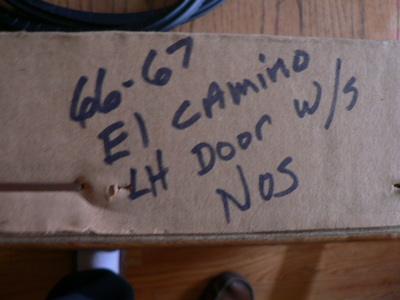 66-67
El CAMiNO
LH DOOR W/S
NOS